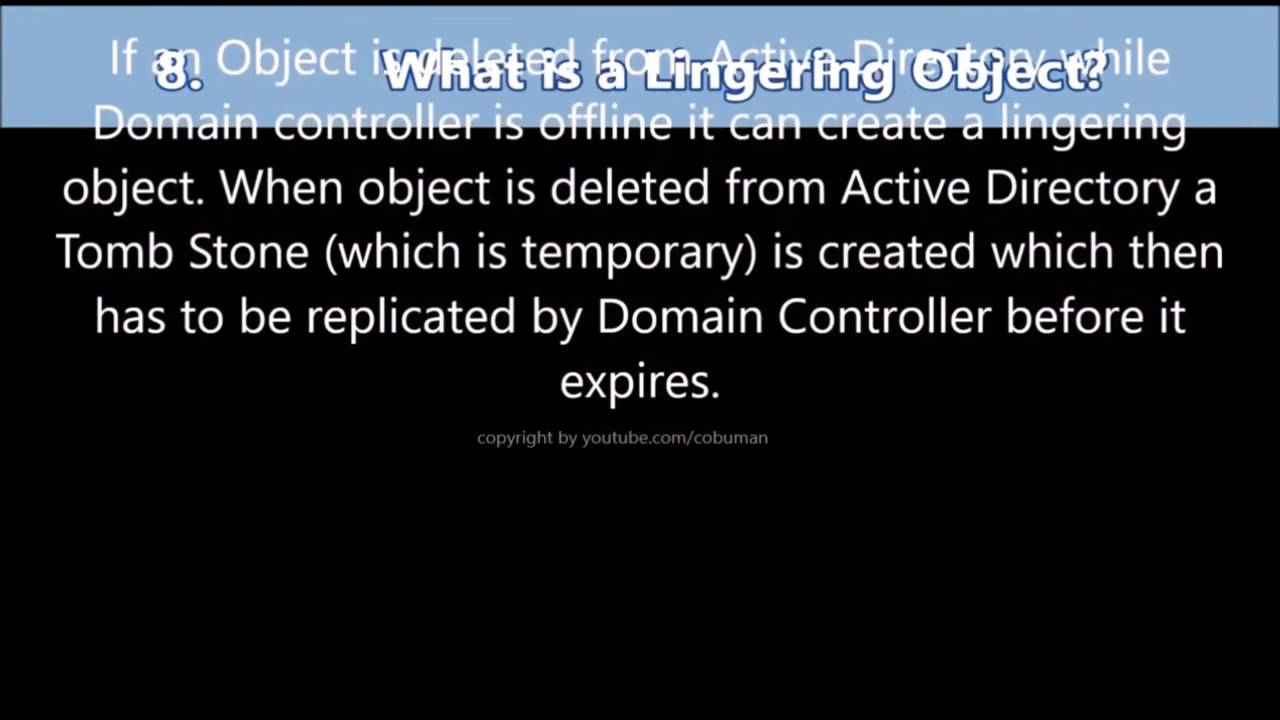 8. What is a Lingering Object?
If an Object is deleted from Active Directory while
Domain controller is offline it can create a lingering
object. When object is deleted from Active Directory a
Tomb Stone (which is temporary) is created which then
has to be replicated by Domain Controller before it
expires.
copyright by youtube.com/cobuman